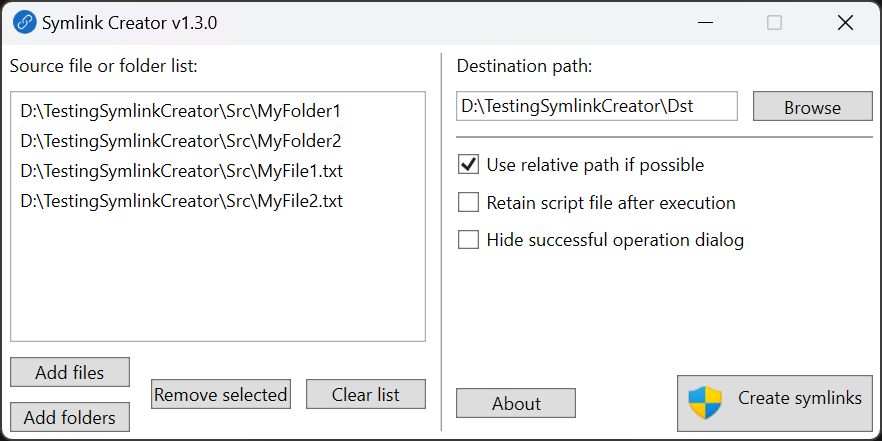 Symlink Creator v1.3.0
Source file or folder list:
D:\TestingSymlinkCreator\Src\MyFolder1
D:\TestingSymlinkCreator\Src\MyFolder2
D:\TestingSymlinkCreator\Src\MyFile1.txt
D:\TestingSymlinkCreator\Src\MyFile2.txt
Add files
Add folders
Remove selected
Clear list
Destination path:
D:\TestingSymlinkCreator\Dst
Browse
Use relative path if possible
Retain script file after execution
Hide successful operation dialog
About
Create symlinks